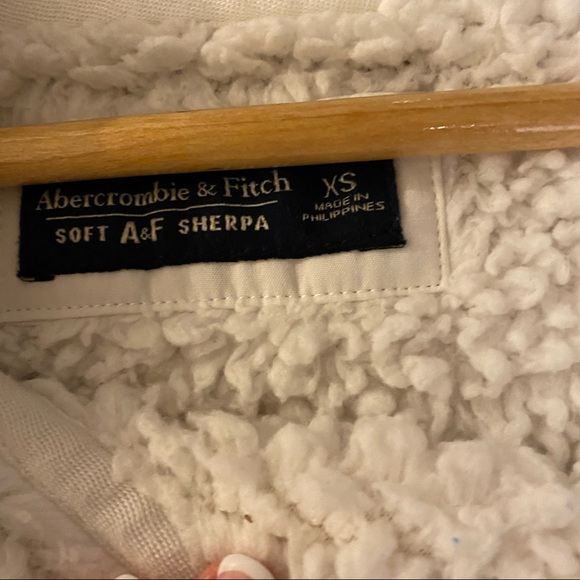 Abercrombie & Fitch
SOFT A&F SHERPA
XS
MADE IN
PHILIPPINES